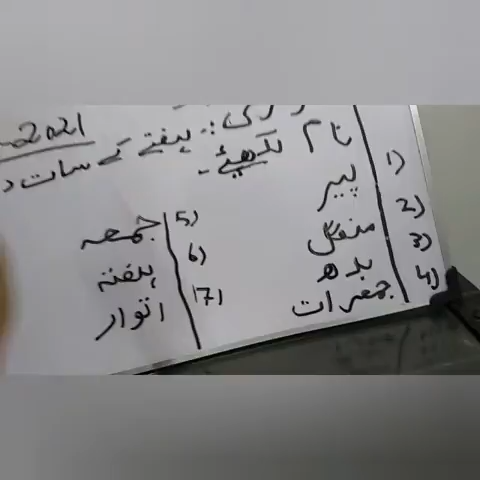 2021
ہفتے کے سات
نام لکھیئے۔
1) پیر
2) منگل
3) بدھ
4) جمعرات
5) جمعہ
6) ہفتہ
7) اتوار